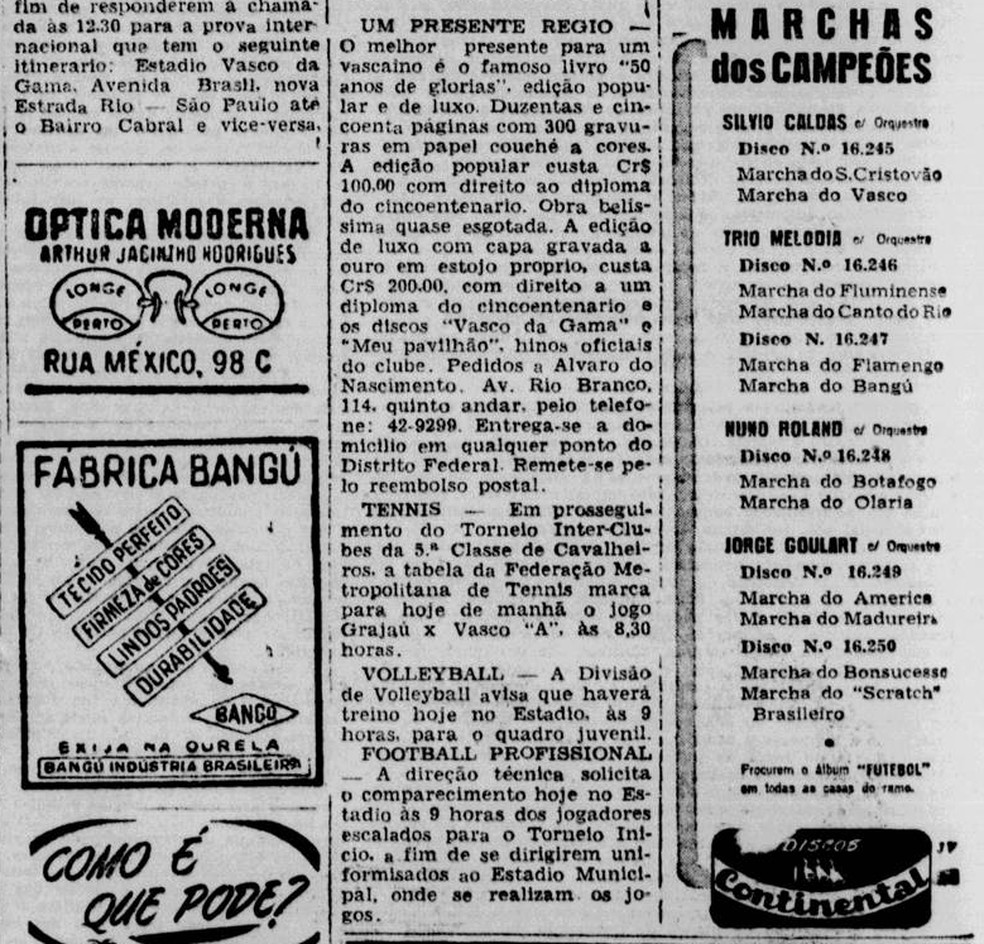 fim de responderem à chama-
da às 12.30 para a prova inter-
nacional que tem o seguinte
itinerario: Estadio Vasco da
Gama, Avenida Brasil, nova
Estrada Rio — São Paulo até
o Bairro Cabral e vice-versa.
OPTICA MODERNA
ARTHUR JACINTHO RODRIGUES
LONGE LONGE
PERTO PERTO
RUA MÉXICO, 98 C
FÁBRICA BANGÚ
TECIDO PERFEITO
FIRMEZA de CÔRES
LINDOS PADRÕES
DURABILIDADE
BANGÚ
EXIJA NA OURELA
BANGÚ INDUSTRIA BRASILEIRA
COMO É
QUE PODE?
UM PRESENTE REGIO —
O melhor presente para um
vascaino é o famoso livro "50
anos de glorias", edição popu-
lar e de luxo. Duzentas e cin-
coenta páginas com 300 gravu-
ras em papel couché a cores.
A edição popular custa Cr$
100,00 com direito ao diploma
do cincoentenario. Obra belis-
sima quase esgotada. A edição
de luxo com capa gravada a
ouro em estojo proprio, custa
Cr$ 200,00, com direito a um
diploma do cincoentenario e
os discos "Vasco da Gama" e
"Meu pavilhão", hinos oficiais
do clube. Pedidos a Alvaro do
Nascimento. Av. Rio Branco,
114, quinto andar, pelo telefo-
ne: 42-9299. Entrega-se a do-
micilio em qualquer ponto do
Distrito Federal. Remete-se pe-
lo reembolso postal.
TENNIS — Em prossegui-
mento do Torneio Inter-Clu-
bes da 5.ª Classe de Cavalhei-
ros, a tabela da Federação Me-
tropolitana de Tennis marca
para hoje de manhã o jogo
Grajaú x Vasco "A", às 8,30
horas.
VOLLEYBALL — A Divisão
de Volleyball avisa que haverá
treino hoje no Estadio, às 9
horas, para o quadro juvenil.
FOOTBALL PROFISSIONAL
— A direção técnica solicita
o comparecimento hoje no Es-
tadio às 9 horas dos jogadores
escalados para o Torneio Ini-
cio, a fim de se dirigirem uni-
formisados ao Estadio Munici-
pal, onde se realizam os jo-
gos.
MARCHAS
dos CAMPEÕES
SILVIO CALDAS c/ Orquestra
Disco N.º 16.245
Marcha do S. Cristovão
Marcha do Vasco
TRIO MELODIA c/ Orquestra
Disco N.º 16.246
Marcha do Fluminense
Marcha do Canto do Rio
Disco N. 16.247
Marcha do Flamengo
Marcha do Bangú
NUNO ROLAND c/ Orquestra
Disco N.º 16.248
Marcha do Botafogo
Marcha do Olaria
JORGE GOULART c/ Orquestra
Disco N.º 16.249
Marcha do America
Marcha do Madureira
Disco N.º 16.250
Marcha do Bonsucesso
Marcha do "Scratch"
Brasileiro
Procurem o álbum "FUTEBOL"
em todas as casas do ramo.
DISCOS
Continental